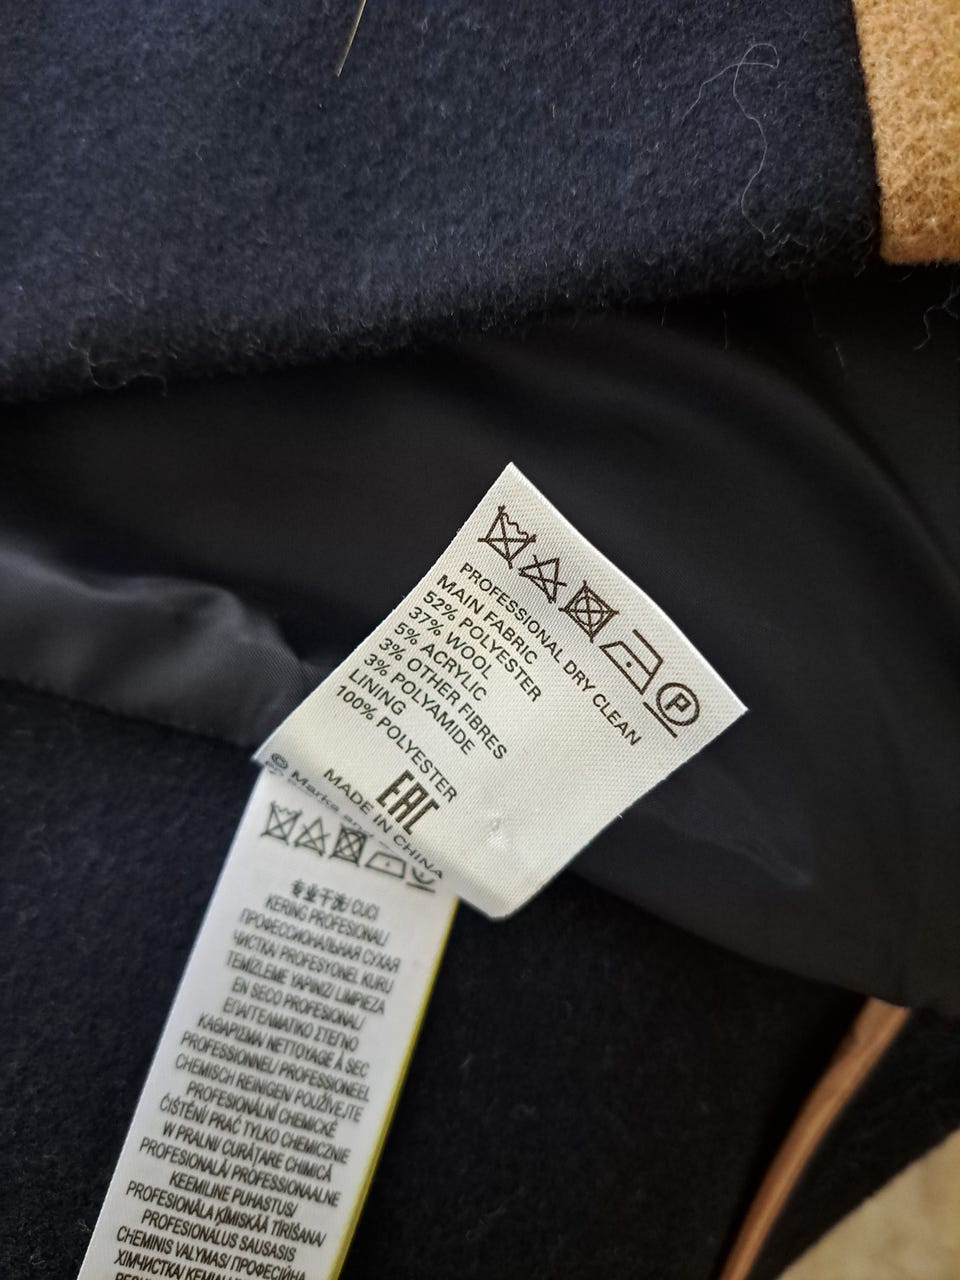 P
PROFESSIONAL DRY CLEAN
MAIN FABRIC
52% POLYESTER
37% WOOL
5% ACRYLIC
3% OTHER FIBRES
3% POLYAMIDE
LINING
100% POLYESTER
EAC
MADE IN CHINA
© Marks an
专业干洗/ CUCI
KERING PROFESIONAL/
ПРОФЕССИОНАЛЬНАЯ СУХАЯ
ЧИСТКА/ PROFESYONEL KURU
TEMIZLEME YAPINIZ/ LIMPIEZA
EN SECO PROFESIONAL/
ΕΠΑΓΓΕΛΜΑΤΙΚΟ ΣΤΕΓΝΟ
ΚΑΘΑΡΙΣΜΑ/ NETTOYAGE À SEC
PROFESSIONNEL/ PROFESSIONEEL
CHEMISCH REINIGEN/ POUŽÍVEJTE
PROFESIONÁLNÍ CHEMICKÉ
ČIŠTĚNÍ/ PRAĆ TYLKO CHEMICZNIE
W PRALNI/ CURĂȚARE CHIMICĂ
PROFESIONALĂ/ PROFESSIONAALNE
KEEMILINE PUHASTUS/
PROFESIONĀLA ĶĪMISKĀ TĪRĪŠANA/
PROFESIONALUS SAUSASIS
CHEMINIS VALYMAS/ ПРОФЕСІЙНА
ХІМЧИСТКА/